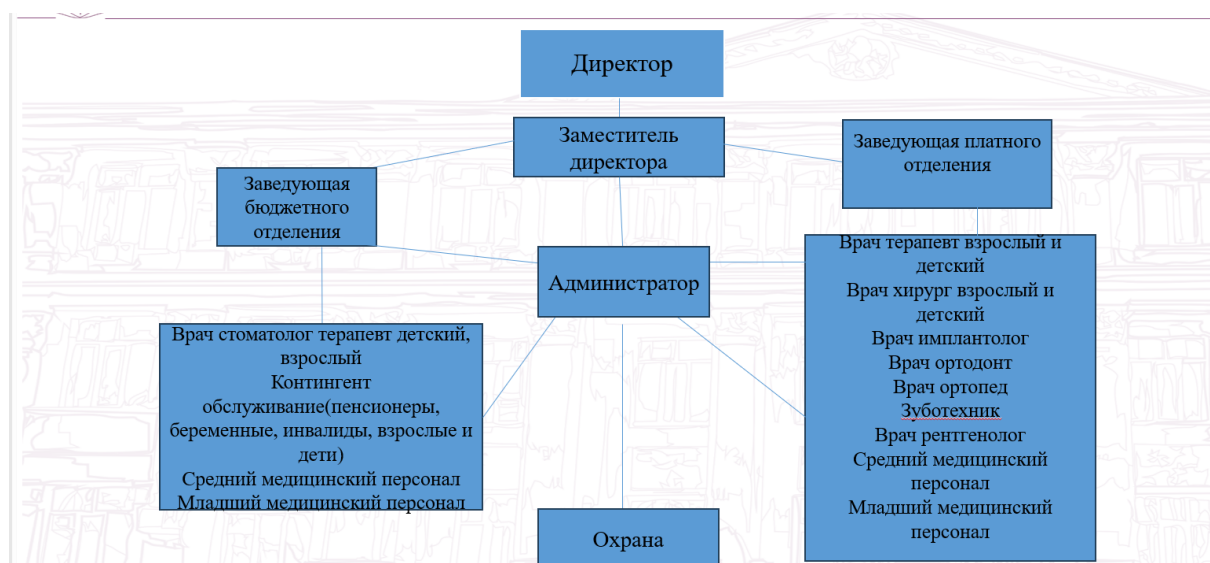 Директор
Заместитель
директора
Заведующая платного
отделения
Заведующая
бюджетного
отделения
Администратор
Врач терапевт взрослый и
детский
Врач хирург взрослый и
детский
Врач имплантолог
Врач ортодонт
Врач ортопед
Зуботехник
Врач рентгенолог
Средний медицинский
персонал
Младший медицинский
персонал
Врач стоматолог терапевт детский,
взрослый
Контингент
обслуживание(пенсионеры,
беременные, инвалиды, взрослые и
дети)
Средний медицинский персонал
Младший медицинский персонал
Охрана